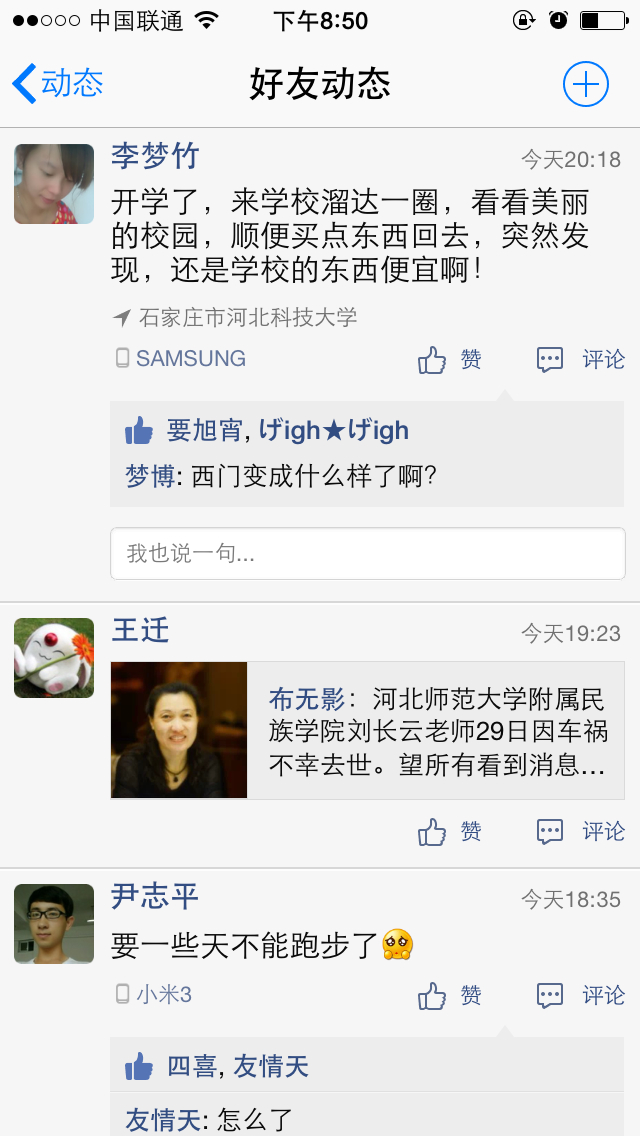 中国联通 下午8:50
动态 好友动态
李梦竹 今天20:18
开学了，来学校溜达一圈，看看美丽
的校园，顺便买点东西回去，突然发
现，还是学校的东西便宜啊！
石家庄市河北科技大学
SAMSUNG 赞 评论
要旭宵, げigh★げigh
梦博: 西门变成什么样了啊?
我也说一句...
王迁 今天19:23
布无影：河北师范大学附属民
族学院刘长云老师29日因车祸
不幸去世。望所有看到消息...
赞 评论
尹志平 今天18:35
要一些天不能跑步了🥺
小米3 赞 评论
四喜, 友情天
友情天: 怎么了